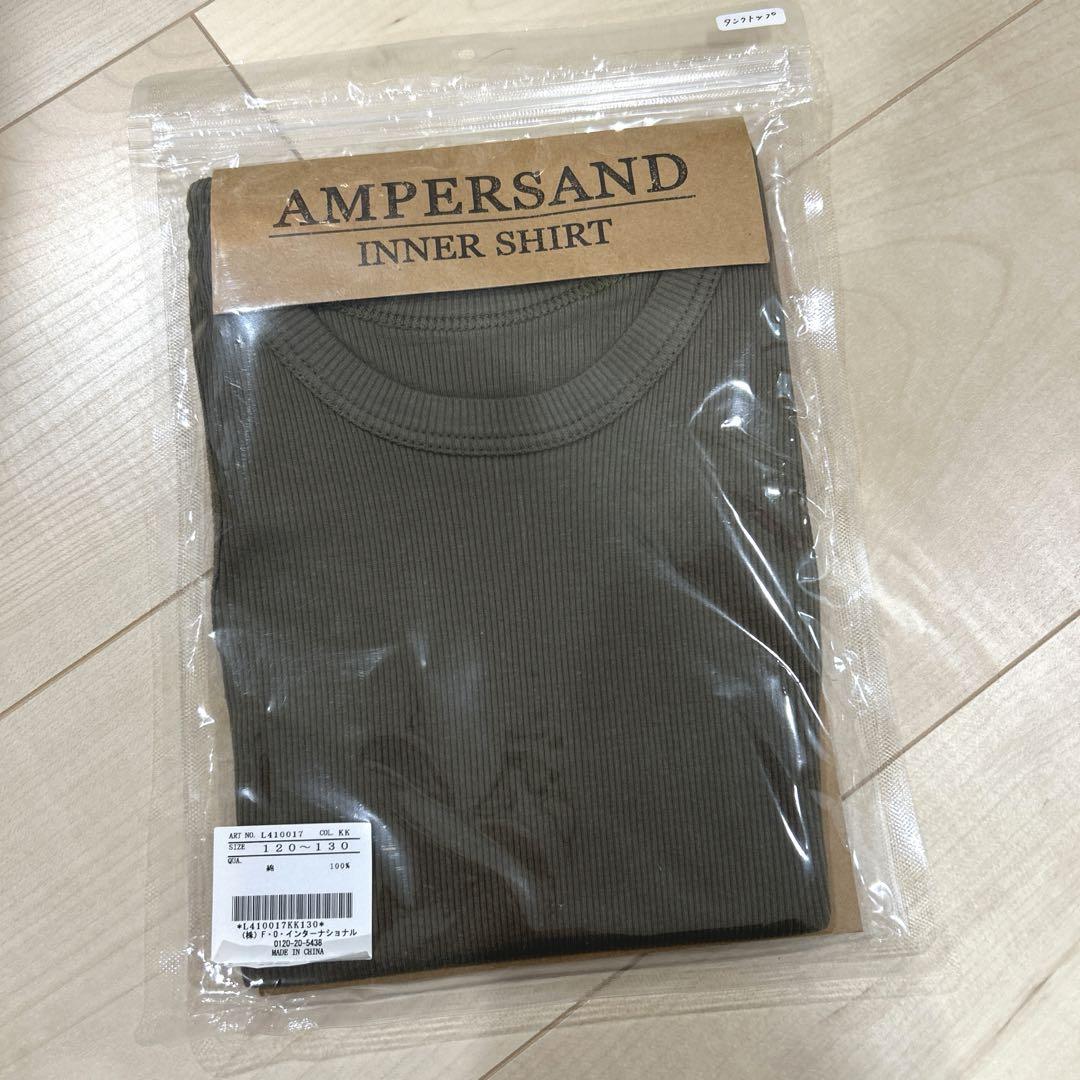 タンクトップ
AMPERSAND
INNER SHIRT
ART NO. L410017 COL. KK
SIZE 120～130
QUA.
綿 100%
*L410017KK130*
(株)F・O・インターナショナル
0120-20-5438
MADE IN CHINA